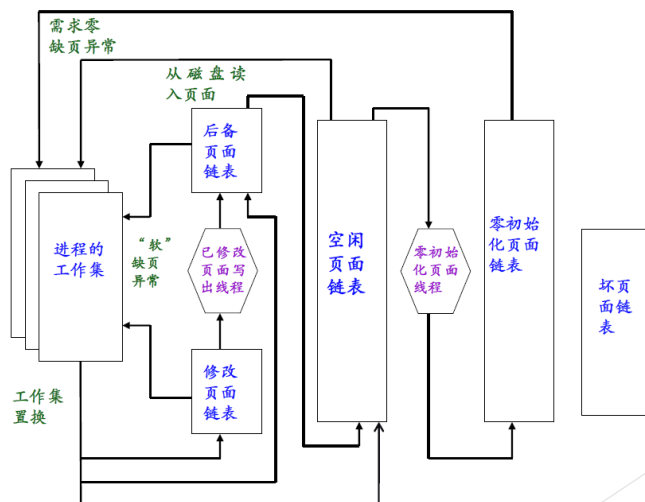 需求零
缺页异常
从磁盘读
入页面
后备
页面
链表
进程的
工作集
“软”
缺页
异常
已修改
页面写
出线程
空闲
页面
链表
零初始
化页面
线程
零初始
化页面
链表
坏页
面链
表
修改
页面
链表
工作集
置换